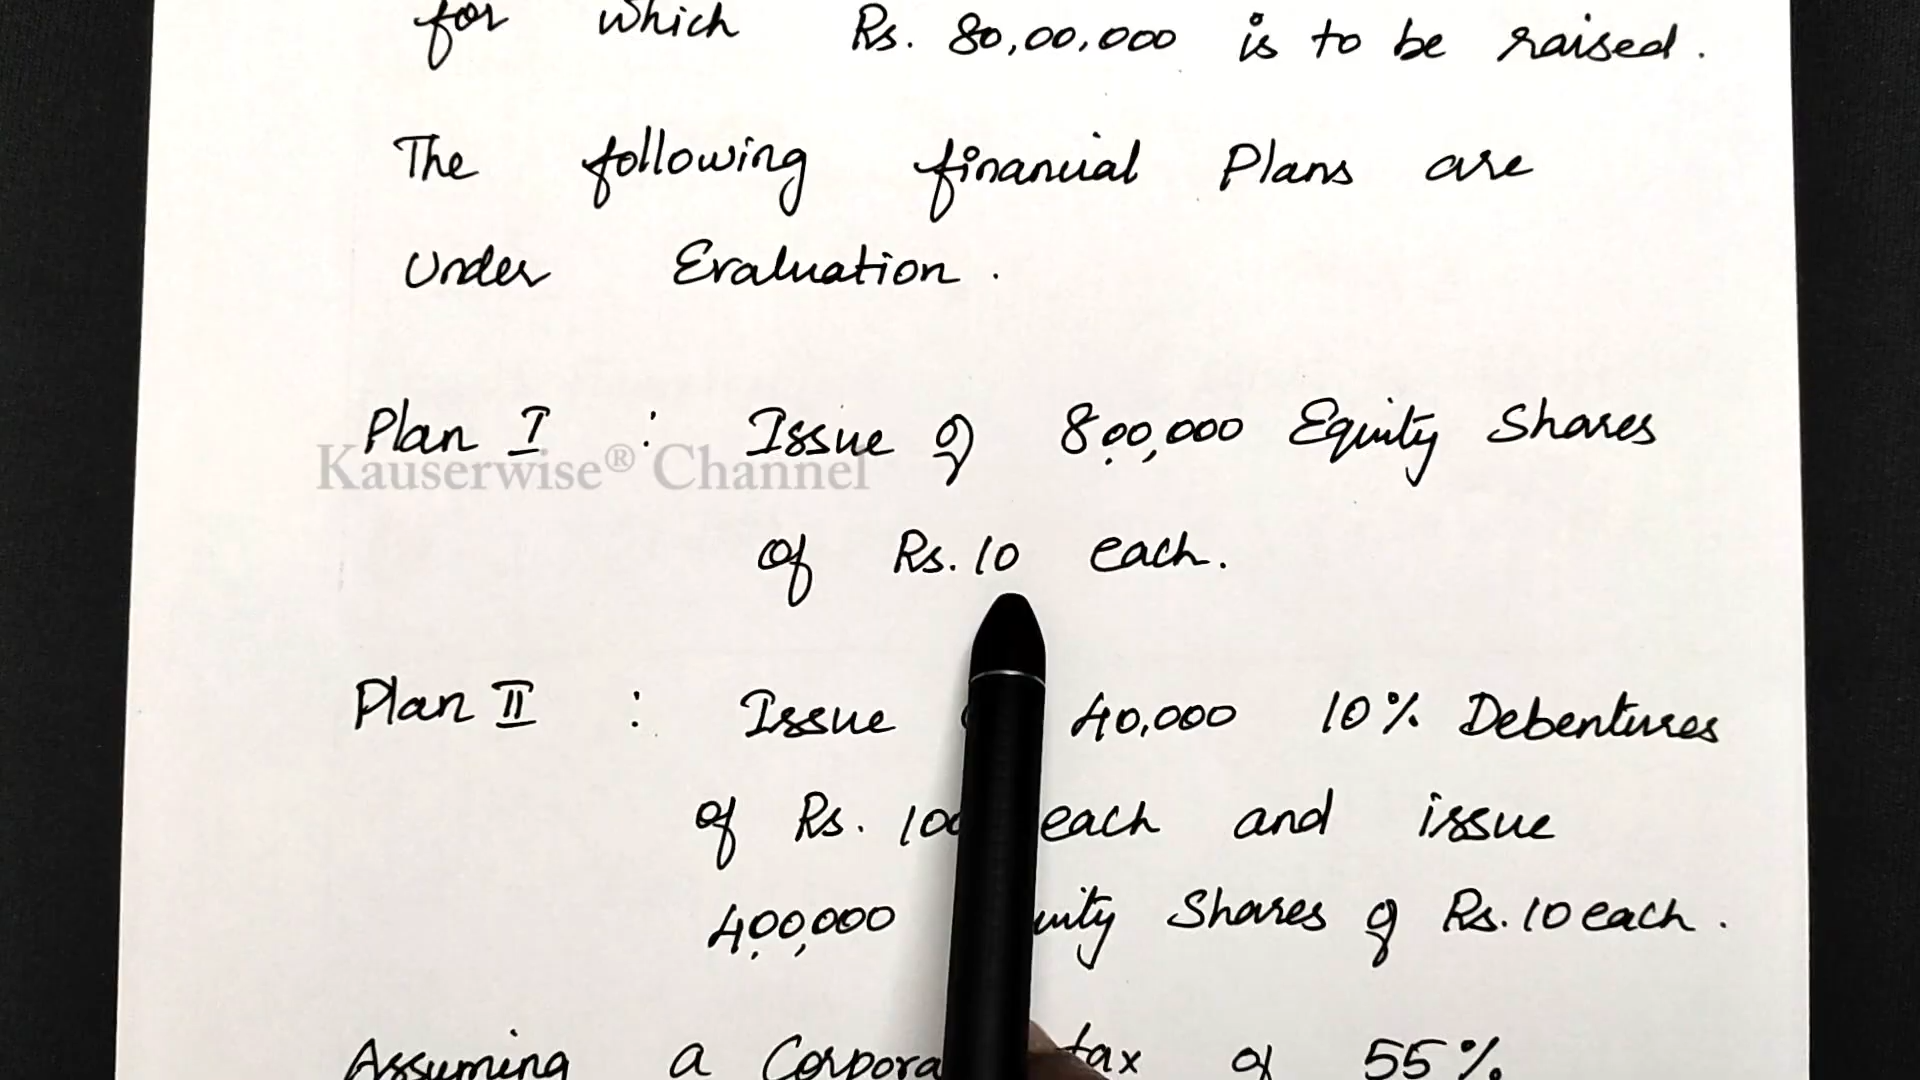 for which Rs. 80,00,000 is to be raised.
The following financial Plans are
Under Evaluation.
Plan I : Issue of 8,00,000 Equity Shares
Kauserwise® Channel
of Rs. 10 each.
Plan II : Issue 40,000 10% Debentures
of Rs. 100 each and issue
4,00,000 Shares of Rs. 10 each.
Assuming a tax of 55%.